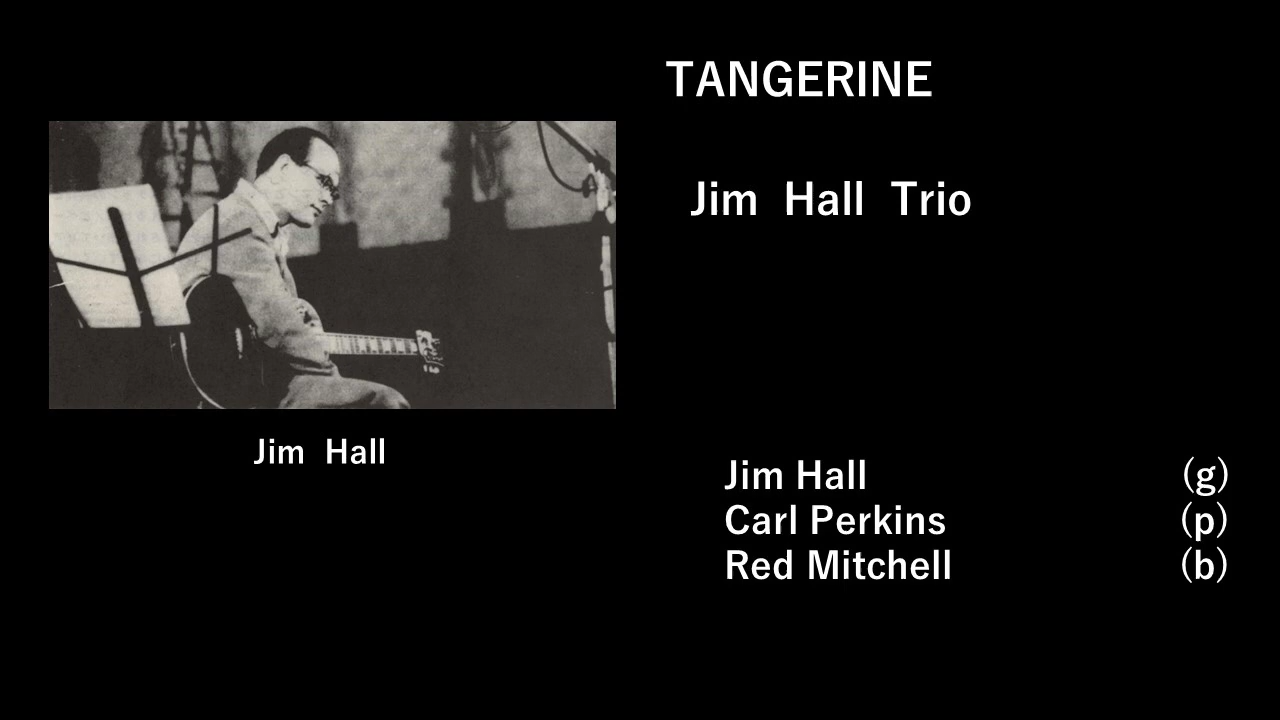 TANGERINE
Jim Hall Trio
Jim Hall
Jim Hall (g)
Carl Perkins (p)
Red Mitchell (b)